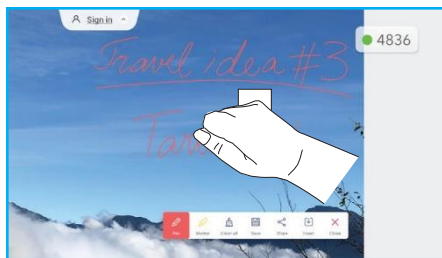 Sign in
4836
Travel idea #3
Pen
Marker
Clear all
Save
Share
Insert
Close